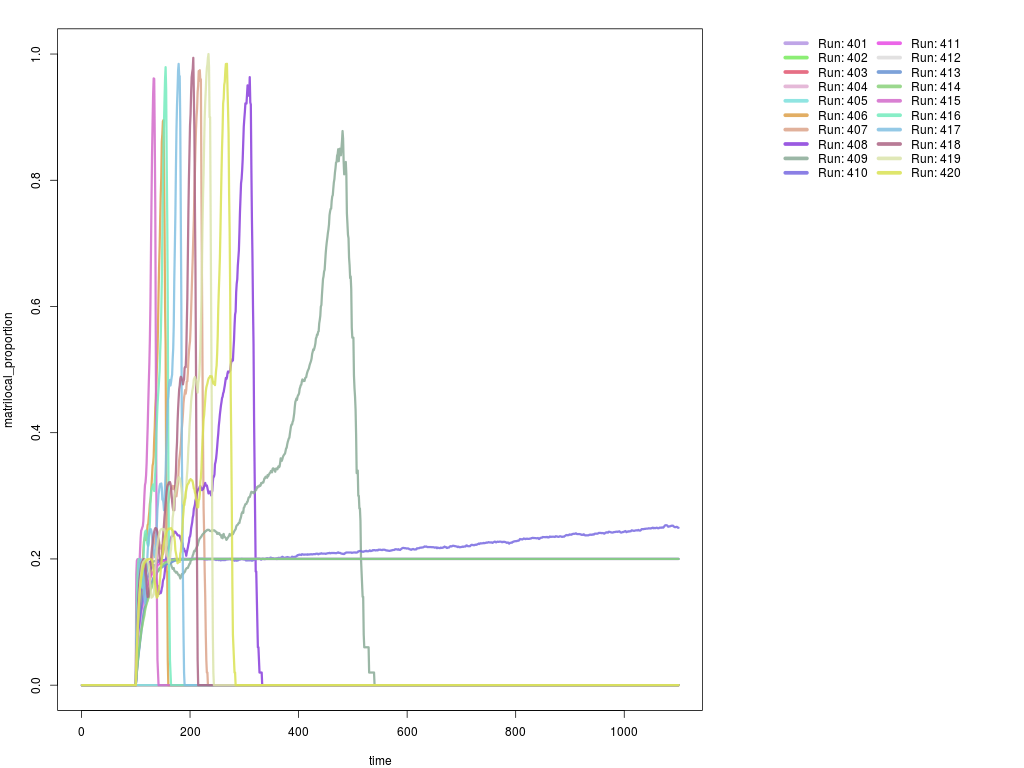 matrilocal_proportion
1.0
0.8
0.6
0.4
0.2
0.0
0 200 400 600 800 1000
time
Run: 401 Run: 411
Run: 402 Run: 412
Run: 403 Run: 413
Run: 404 Run: 414
Run: 405 Run: 415
Run: 406 Run: 416
Run: 407 Run: 417
Run: 408 Run: 418
Run: 409 Run: 419
Run: 410 Run: 420